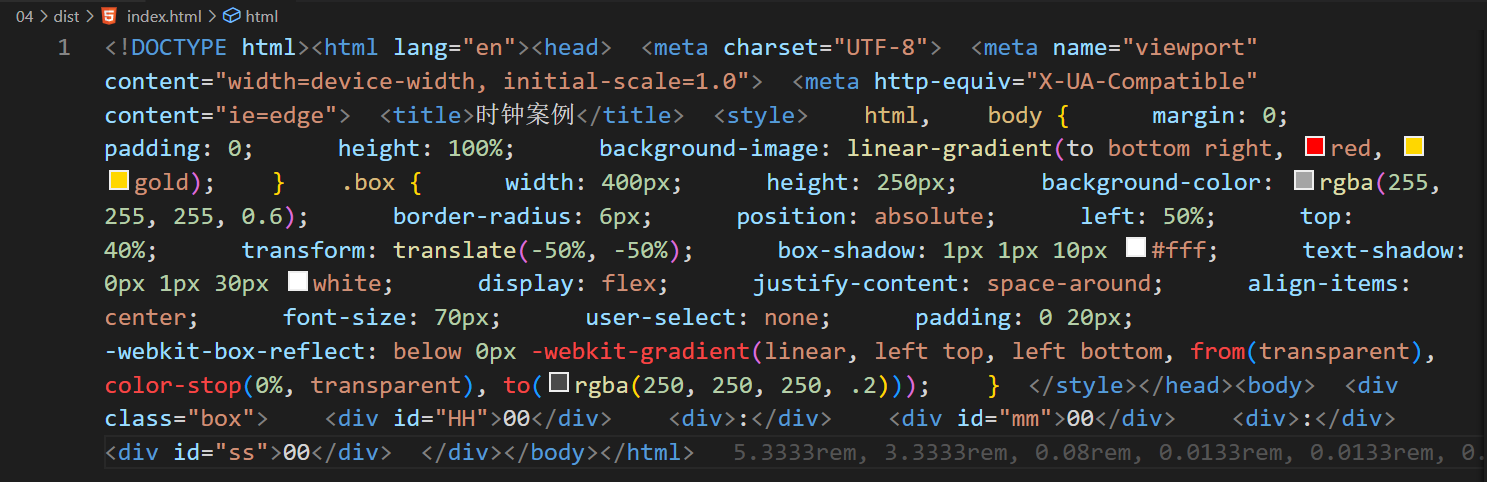 04 > dist > index.html > html
1 <!DOCTYPE html><html lang="en"><head>  <meta charset="UTF-8">  <meta name="viewport"
content="width=device-width, initial-scale=1.0">  <meta http-equiv="X-UA-Compatible"
content="ie=edge">  <title>时钟案例</title>  <style>    html,    body {      margin: 0;
padding: 0;      height: 100%;      background-image: linear-gradient(to bottom right, red,
gold);    }    .box {      width: 400px;      height: 250px;      background-color: rgba(255,
255, 255, 0.6);      border-radius: 6px;      position: absolute;      left: 50%;      top:
40%;      transform: translate(-50%, -50%);      box-shadow: 1px 1px 10px #fff;      text-shadow:
0px 1px 30px white;      display: flex;      justify-content: space-around;      align-items:
center;      font-size: 70px;      user-select: none;      padding: 0 20px;
-webkit-box-reflect: below 0px -webkit-gradient(linear, left top, left bottom, from(transparent),
color-stop(0%, transparent), to(rgba(250, 250, 250, .2)));    }  </style></head><body>  <div
class="box">    <div id="HH">00</div>    <div>:</div>    <div id="mm">00</div>    <div>:</div>
<div id="ss">00</div>  </div></body></html>   5.3333rem, 3.3333rem, 0.08rem, 0.0133rem, 0.0133rem, 0.